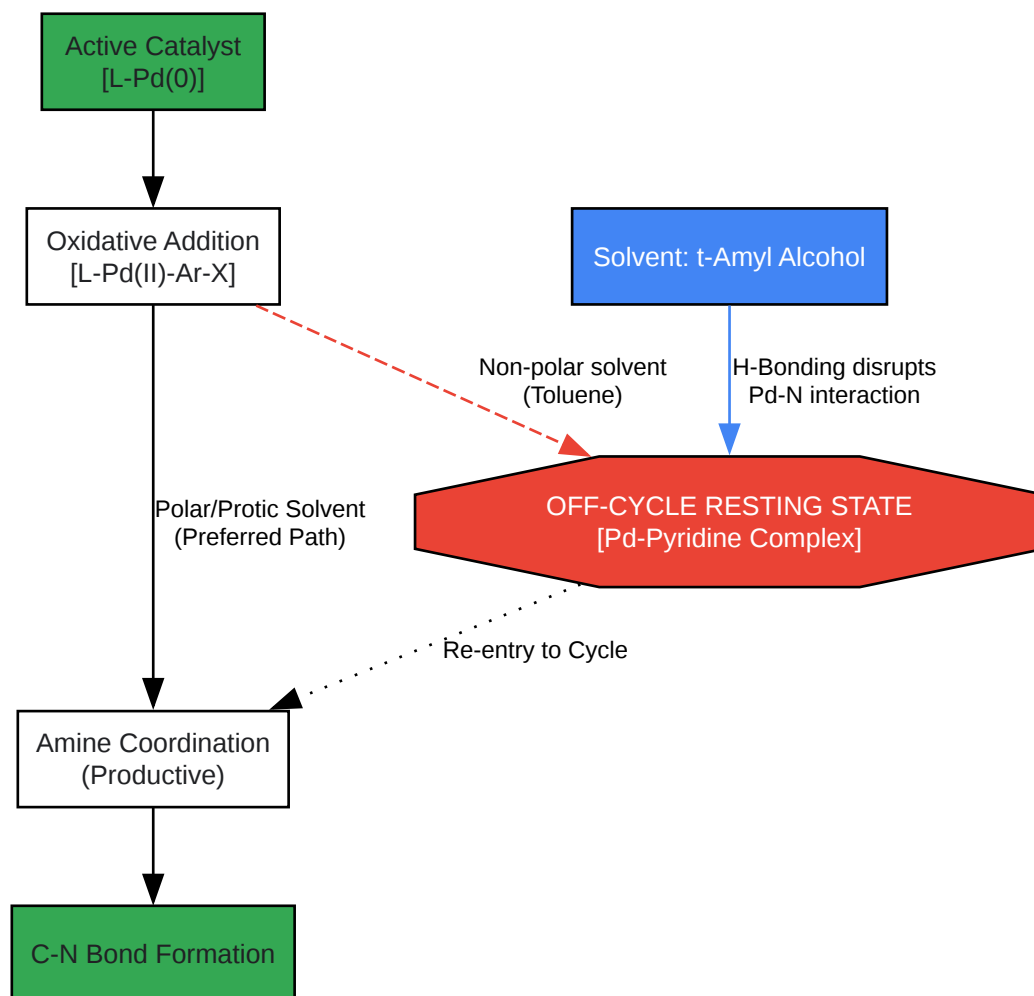 Active Catalyst
[L-Pd(0)]
Oxidative Addition
[L-Pd(II)-Ar-X]
Solvent: t-Amyl Alcohol
Non-polar solvent
(Toluene)
H-Bonding disrupts
Pd-N interaction
Polar/Protic Solvent
(Preferred Path)
OFF-CYCLE RESTING STATE
[Pd-Pyridine Complex]
Re-entry to Cycle
Amine Coordination
(Productive)
C-N Bond Formation